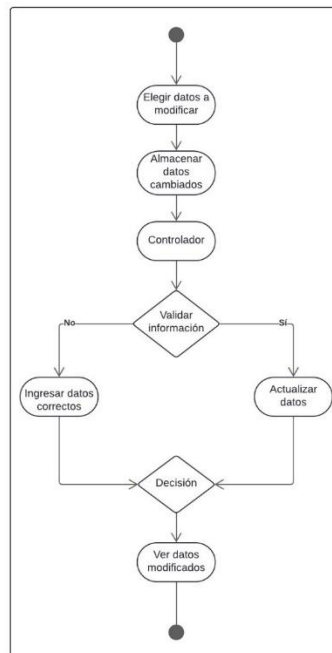 Elegir datos a
modificar
Almacenar
datos
cambiados
Controlador
Validar
información
No
Sí
Ingresar datos
correctos
Actualizar
datos
Decisión
Ver datos
modificados